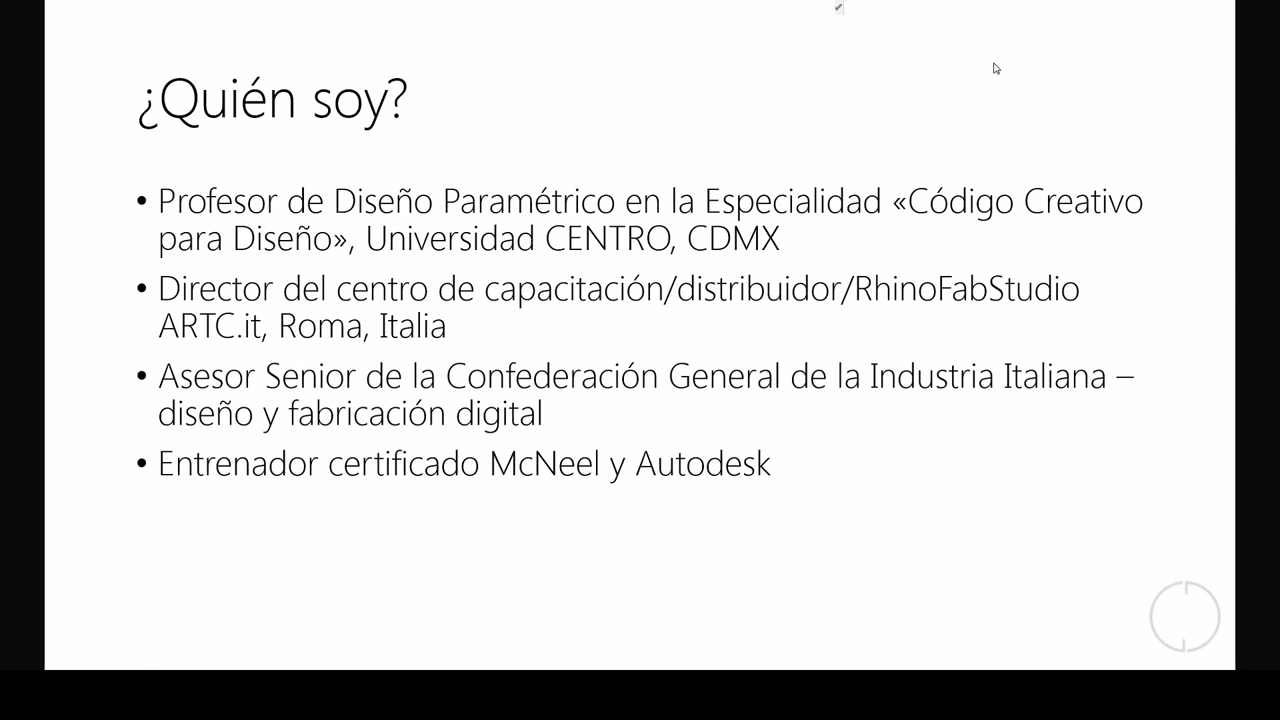 ¿Quién soy?
• Profesor de Diseño Paramétrico en la Especialidad «Código Creativo
para Diseño», Universidad CENTRO, CDMX
• Director del centro de capacitación/distribuidor/RhinoFabStudio
ARTC.it, Roma, Italia
• Asesor Senior de la Confederación General de la Industria Italiana –
diseño y fabricación digital
• Entrenador certificado McNeel y Autodesk